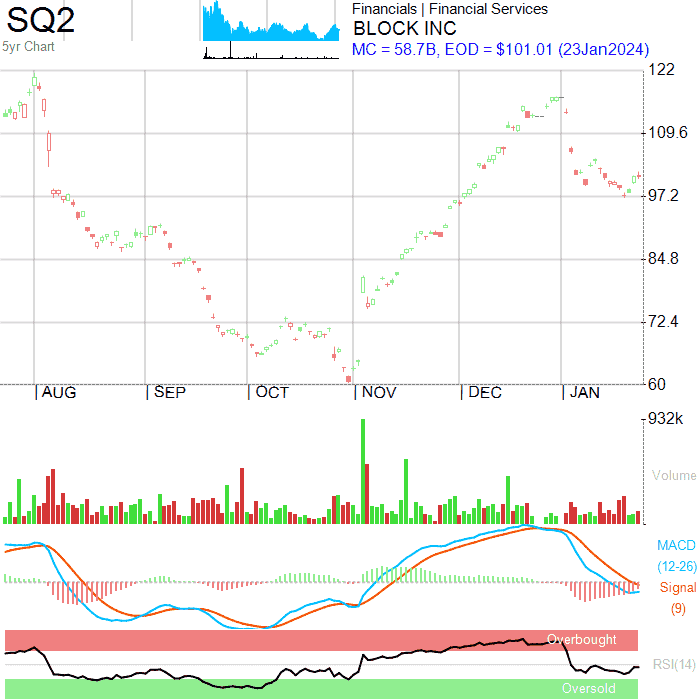 SQ2
5yr Chart
Financials | Financial Services
BLOCK INC
MC = 58.7B, EOD = $101.01 (23Jan2024)
122
109.6
97.2
84.8
72.4
60
AUG SEP OCT NOV DEC JAN
932k
Volume
MACD
(12-26)
Signal
(9)
Overbought
RSI(14)
Oversold